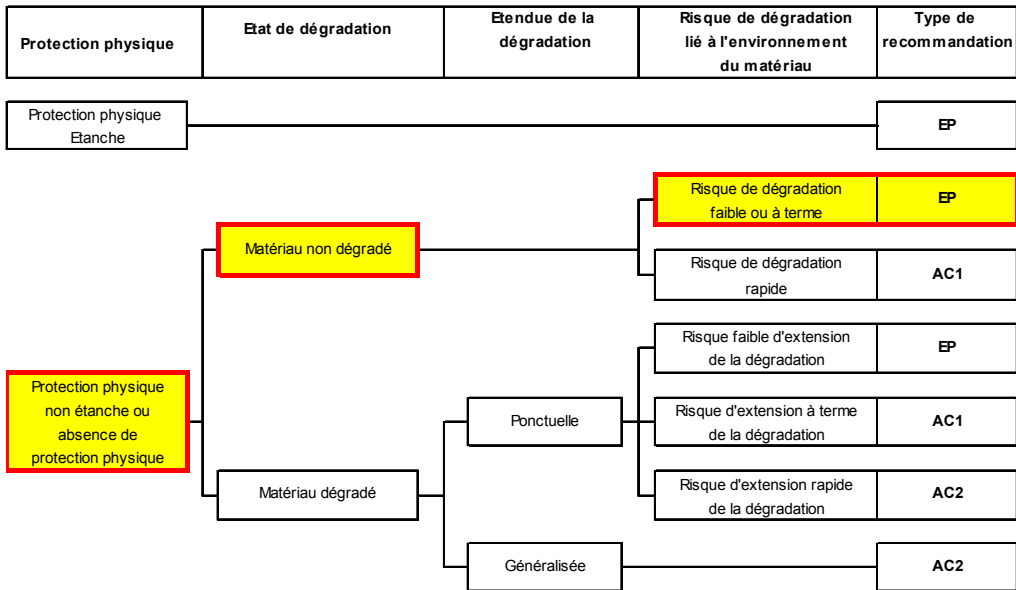 Protection physique
Etat de dégradation
Etendue de la
dégradation
Risque de dégradation
lié à l'environnement
du matériau
Type de
recommandation
Protection physique
Etanche
EP
Risque de dégradation
faible ou à terme
EP
Matériau non dégradé
Risque de dégradation
rapide
AC1
Risque faible d'extension
de la dégradation
EP
Protection physique
non étanche ou
absence de
protection physique
Ponctuelle
Risque d'extension à terme
de la dégradation
AC1
Matériau dégradé
Risque d'extension rapide
de la dégradation
AC2
Généralisée
AC2